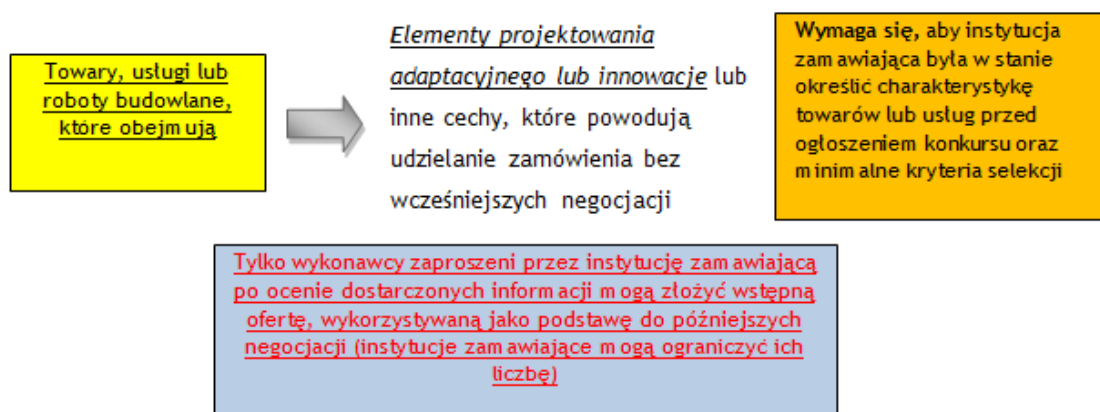 Towary, usługi lub
roboty budowlane,
które obejmują
Elementy projektowania
adaptacyjnego lub innowacje lub
inne cechy, które powodują
udzielanie zamówienia bez
wcześniejszych negocjacji
Wymaga się, aby instytucja
zamawiająca była w stanie
określić charakterystykę
towarów lub usług przed
ogłoszeniem konkursu oraz
minimalne kryteria selekcji
Tylko wykonawcy zaproszeni przez instytucję zamawiającą
po ocenie dostarczonych informacji mogą złożyć wstępną
ofertę, wykorzystywaną jako podstawę do późniejszych
negocjacji (instytucje zamawiające mogą ograniczyć ich
liczbę)